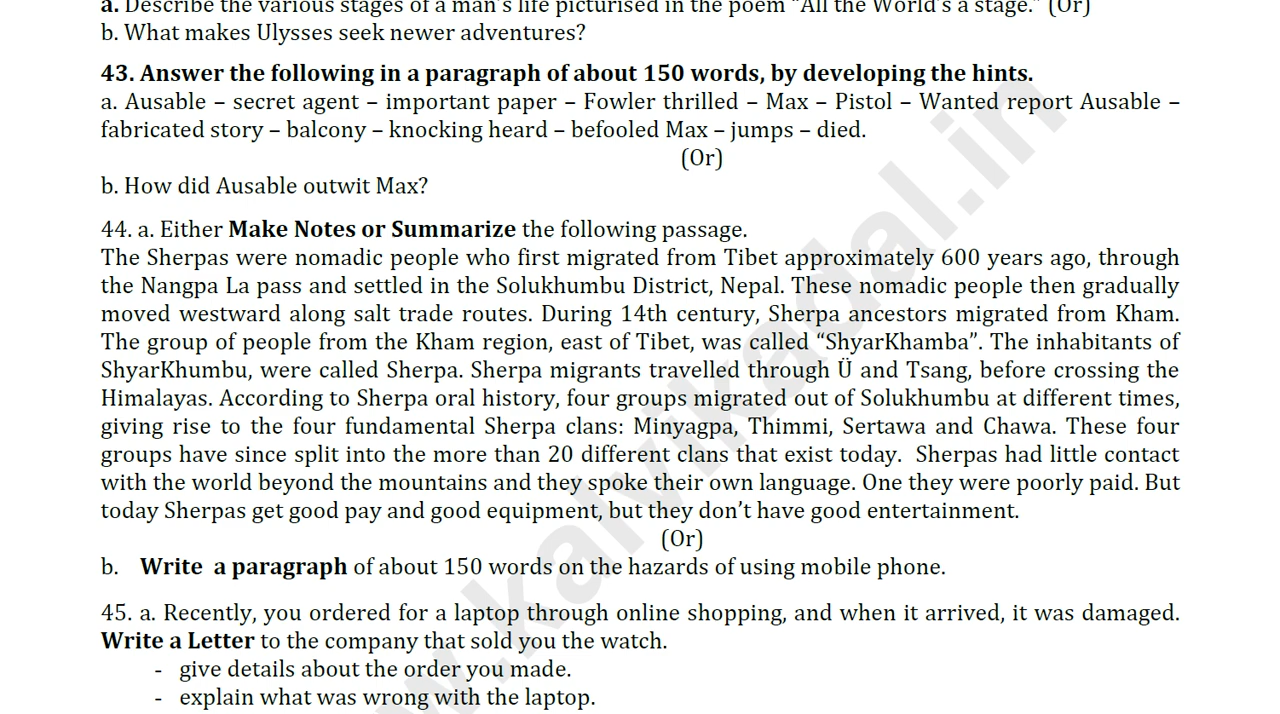 a. Describe the various stages of a man's life picturised in the poem “All the World's a stage.” (Or)
b. What makes Ulysses seek newer adventures?
43. Answer the following in a paragraph of about 150 words, by developing the hints.
a. Ausable – secret agent – important paper – Fowler thrilled – Max – Pistol – Wanted report Ausable –
fabricated story – balcony – knocking heard – befooled Max – jumps – died.
(Or)
b. How did Ausable outwit Max?
44. a. Either Make Notes or Summarize the following passage.
The Sherpas were nomadic people who first migrated from Tibet approximately 600 years ago, through
the Nangpa La pass and settled in the Solukhumbu District, Nepal. These nomadic people then gradually
moved westward along salt trade routes. During 14th century, Sherpa ancestors migrated from Kham.
The group of people from the Kham region, east of Tibet, was called “ShyarKhamba”. The inhabitants of
ShyarKhumbu, were called Sherpa. Sherpa migrants travelled through Ü and Tsang, before crossing the
Himalayas. According to Sherpa oral history, four groups migrated out of Solukhumbu at different times,
giving rise to the four fundamental Sherpa clans: Minyagpa, Thimmi, Sertawa and Chawa. These four
groups have since split into the more than 20 different clans that exist today. Sherpas had little contact
with the world beyond the mountains and they spoke their own language. One they were poorly paid. But
today Sherpas get good pay and good equipment, but they don't have good entertainment.
(Or)
b. Write a paragraph of about 150 words on the hazards of using mobile phone.
45. a. Recently, you ordered for a laptop through online shopping, and when it arrived, it was damaged.
Write a Letter to the company that sold you the watch.
- give details about the order you made.
- explain what was wrong with the laptop.
w.kalvikadal.in